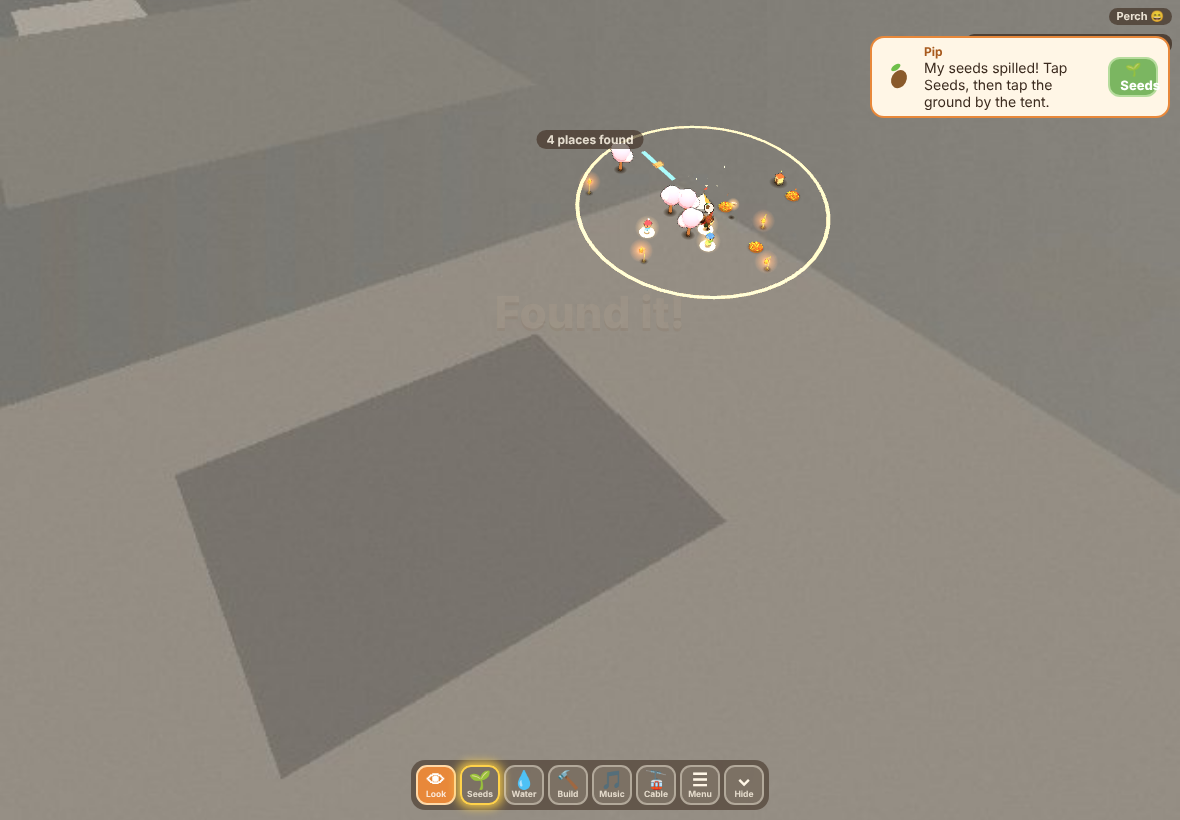 Perch 😄
Pip
My seeds spilled! Tap
Seeds, then tap the
ground by the tent.
Seeds
4 places found
Found it!
Look
Seeds
Water
Build
Music
Cable
Menu
Hide